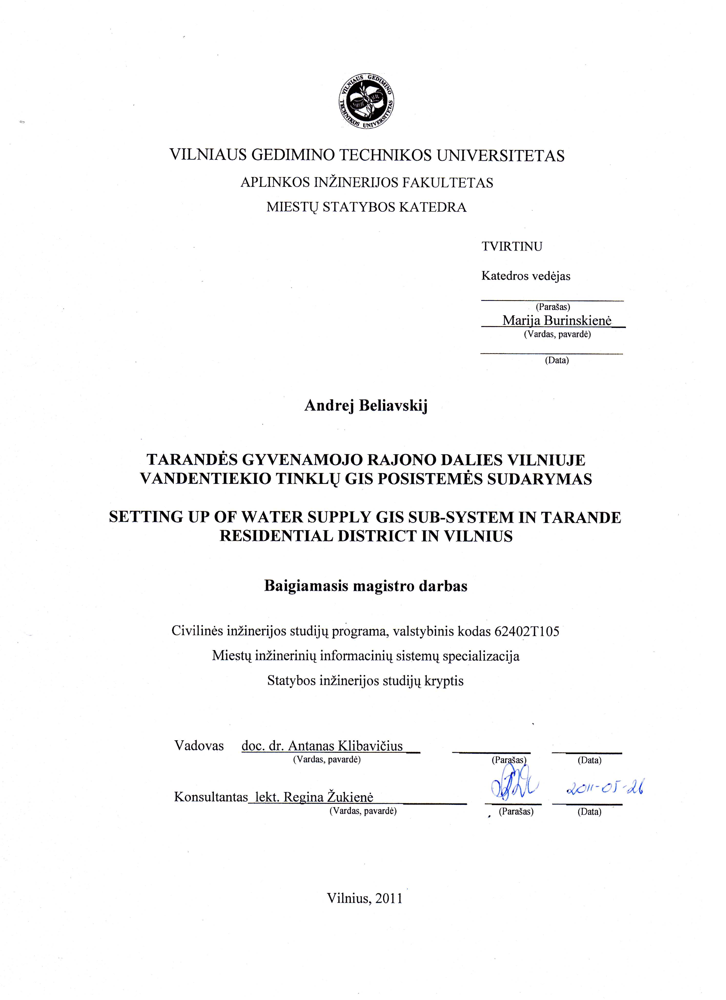 VILNIAUS GEDIMINO
TECHNIKOS UNIVERSITETAS
SAPERE AUDE
VILNIAUS GEDIMINO TECHNIKOS UNIVERSITETAS
APLINKOS INŽINERIJOS FAKULTETAS
MIESTŲ STATYBOS KATEDRA
TVIRTINU
Katedros vedėjas
(Parašas)
Marija Burinskienė
(Vardas, pavardė)
(Data)
Andrej Beliavskij
TARANDĖS GYVENAMOJO RAJONO DALIES VILNIUJE
VANDENTIEKIO TINKLŲ GIS POSISTEMĖS SUDARYMAS
SETTING UP OF WATER SUPPLY GIS SUB-SYSTEM IN TARANDE
RESIDENTIAL DISTRICT IN VILNIUS
Baigiamasis magistro darbas
Civilinės inžinerijos studijų programa, valstybinis kodas 62402T105
Miestų inžinerinių informacinių sistemų specializacija
Statybos inžinerijos studijų kryptis
Vadovas doc. dr. Antanas Klibavičius
(Vardas, pavardė) (Parašas) (Data)
Konsultantas lekt. Regina Žukienė 2011-05-26
(Vardas, pavardė) (Parašas) (Data)
Vilnius, 2011